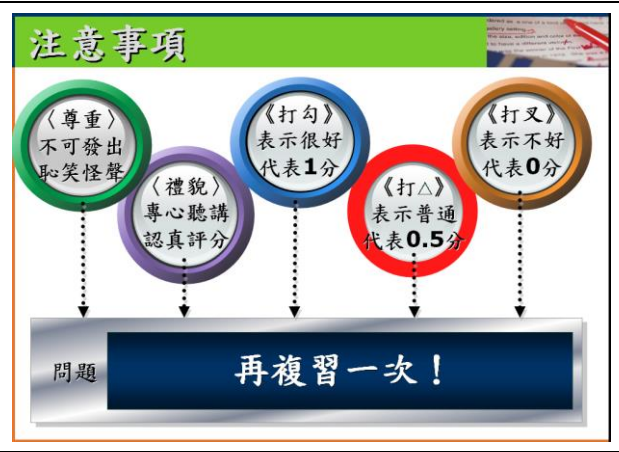 注意事項
〈尊重〉
不可發出
恥笑怪聲
〈禮貌〉
專心聽講
認真評分
《打勾》
表示很好
代表1分
《打△》
表示普通
代表0.5分
《打叉》
表示不好
代表0分
問題
再複習一次！